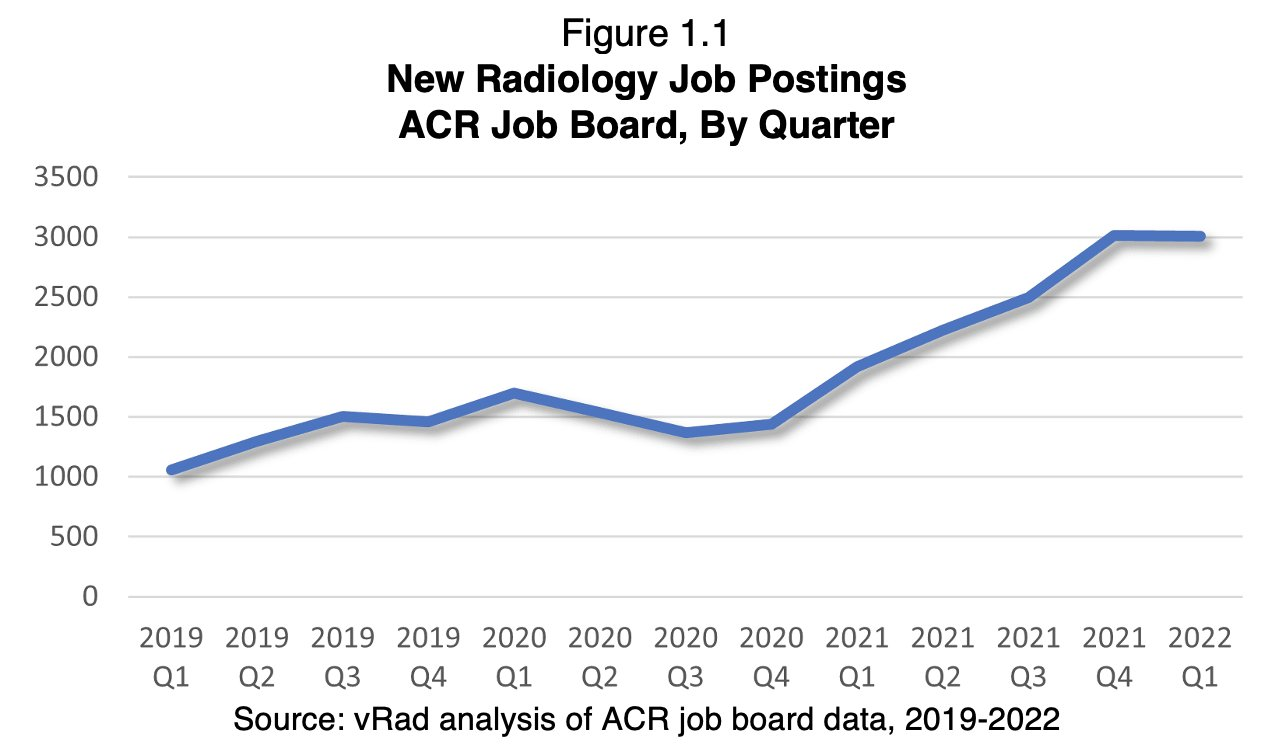 Figure 1.1
New Radiology Job Postings
ACR Job Board, By Quarter
3500
3000
2500
2000
1500
1000
500
0
2019 2019 2019 2019 2020 2020 2020 2020 2021 2021 2021 2021 2022
Q1 Q2 Q3 Q4 Q1 Q2 Q3 Q4 Q1 Q2 Q3 Q4 Q1
Source: vRad analysis of ACR job board data, 2019-2022